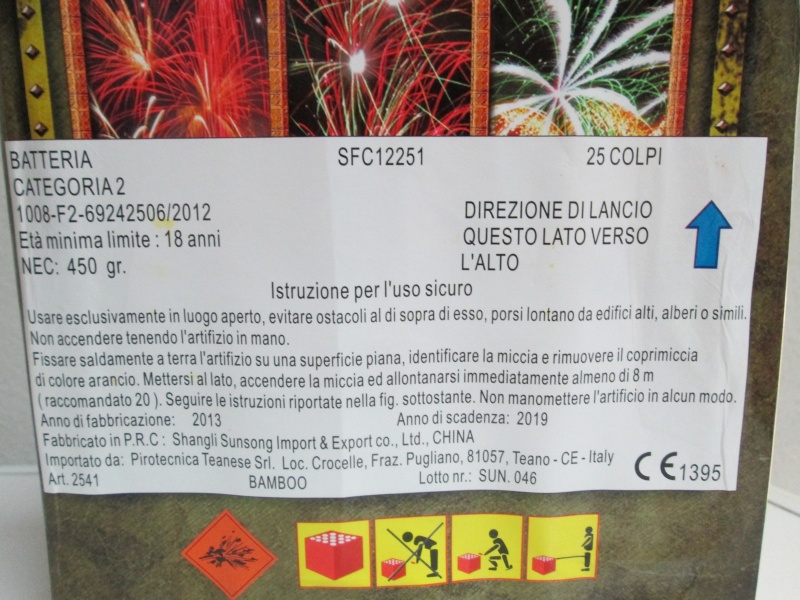 BATTERIA SFC12251 25 COLPI
CATEGORIA 2
1008-F2-69242506/2012
Età minima limite : 18 anni
NEC: 450 gr.
DIREZIONE DI LANCIO
QUESTO LATO VERSO
L'ALTO
Istruzione per l'uso sicuro
Usare esclusivamente in luogo aperto, evitare ostacoli al di sopra di esso, porsi lontano da edifici alti, alberi o simili.
Non accendere tenendo l'artifizio in mano.
Fissare saldamente a terra l'artifizio su una superficie piana, identificare la miccia e rimuovere il coprimiccia
di colore arancio. Mettersi al lato, accendere la miccia ed allontanarsi immediatamente almeno di 8 m
( raccomandato 20 ). Seguire le istruzioni riportate nella fig. sottostante. Non manomettere l'artificio in alcun modo.
Anno di fabbricazione: 2013 Anno di scadenza: 2019
Fabbricato in P.R.C : Shangli Sunsong Import & Export co., Ltd., CHINA
Importato da: Pirotecnica Teanese Srl. Loc. Crocelle, Fraz. Pugliano, 81057, Teano - CE - Italy
Art. 2541 BAMBOO Lotto nr.: SUN. 046
CE 1395